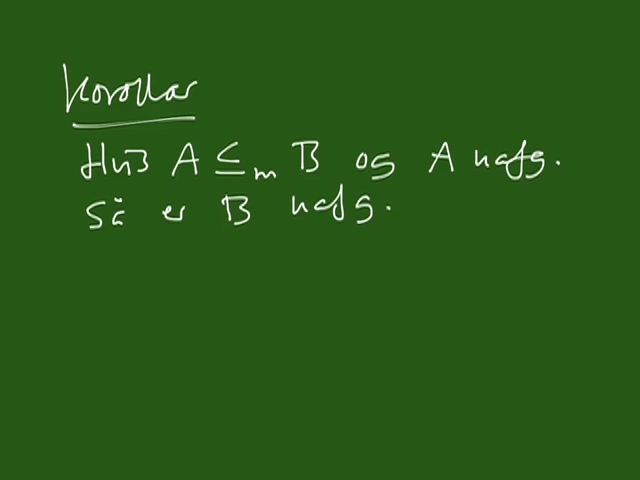 Korollar
Hvis A ≤m B og A uafg.
Så er B uafg.